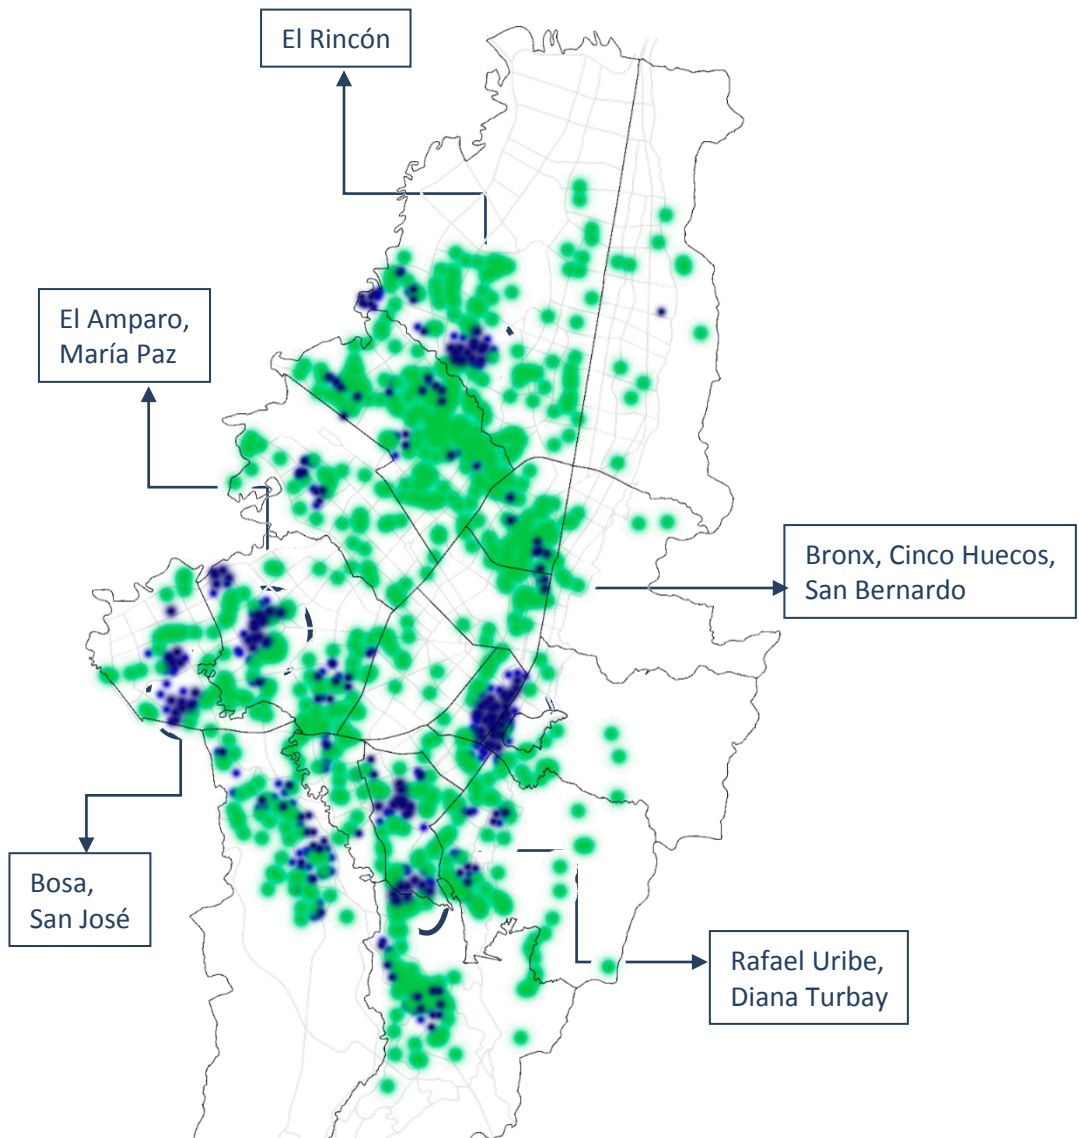 El Rincón
El Amparo,
María Paz
Bronx, Cinco Huecos,
San Bernardo
Bosa,
San José
Rafael Uribe,
Diana Turbay